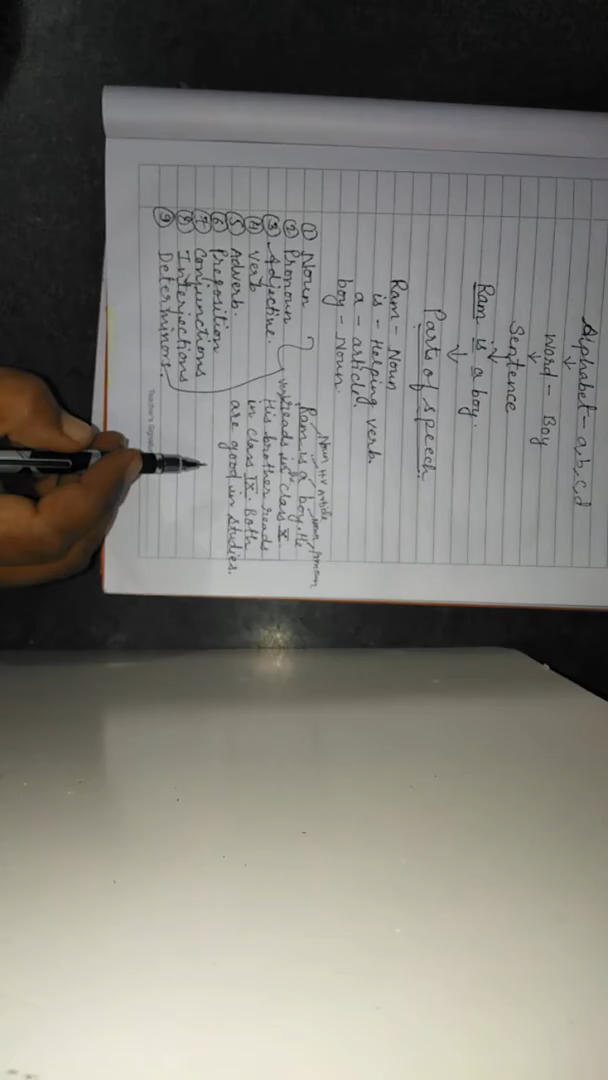 Alphabet - a,b,c,d
↓
Word - Boy
↓
Sentence
↓
Ram is a boy.
↓
Parts of speech
Ram - Noun
is - Helping verb
a - article.
boy - Noun.
① Noun
② Pronoun
③ Adjective.
④ Verb
⑤ Adverb.
⑥ Preposition
⑦ Conjunctions
⑧ Interjections
⑨ Determinors.
Noun H.V Article Noun Pronoun
Ram is a boy. He
reads in class X.
His brother reads
in class IX. Both
are good in studies.
Teacher's Signature